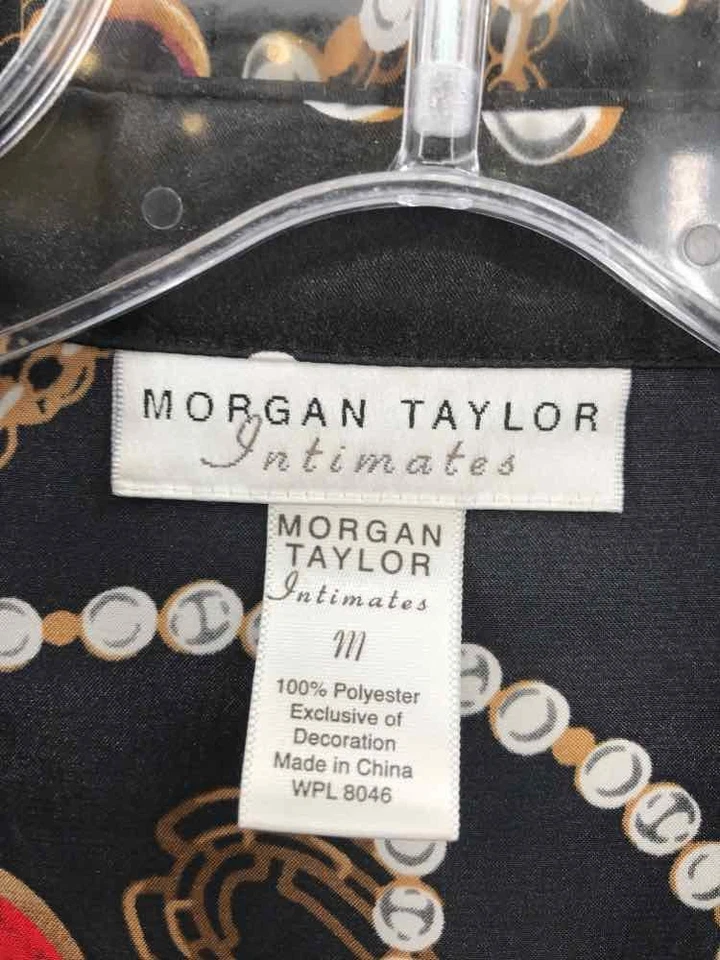 MORGAN TAYLOR
Intimates
MORGAN
TAYLOR
Intimates
M
100% Polyester
Exclusive of
Decoration
Made in China
WPL 8046